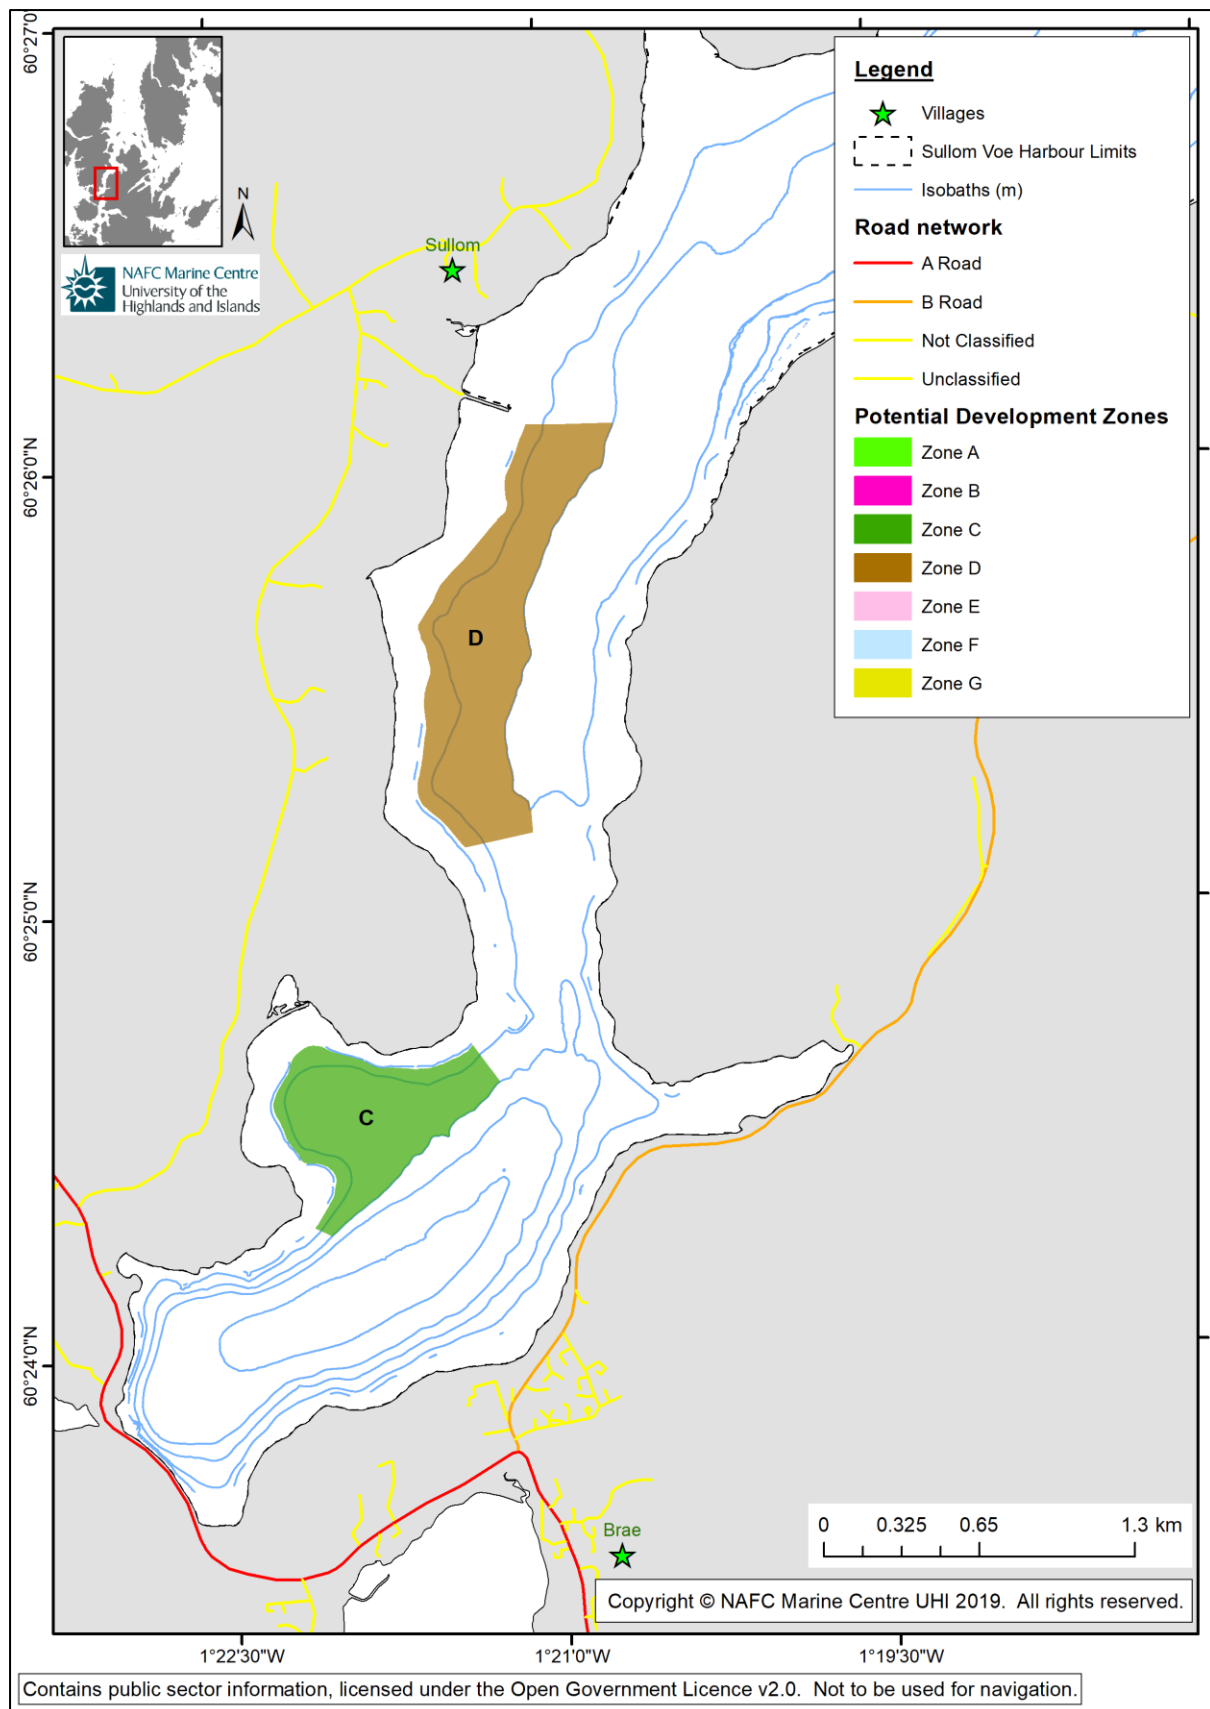 60°27'0"N
N
NAFC Marine Centre
University of the
Highlands and Islands
Sullom
Legend
Villages
Sullom Voe Harbour Limits
Isobaths (m)
Road network
A Road
B Road
Not Classified
Unclassified
Potential Development Zones
Zone A
Zone B
Zone C
Zone D
Zone E
Zone F
Zone G
60°26'0"N
D
60°25'0"N
C
60°24'0"N
Brae
0 0.325 0.65 1.3 km
Copyright © NAFC Marine Centre UHI 2019. All rights reserved.
1°22'30"W 1°21'0"W 1°19'30"W
Contains public sector information, licensed under the Open Government Licence v2.0. Not to be used for navigation.